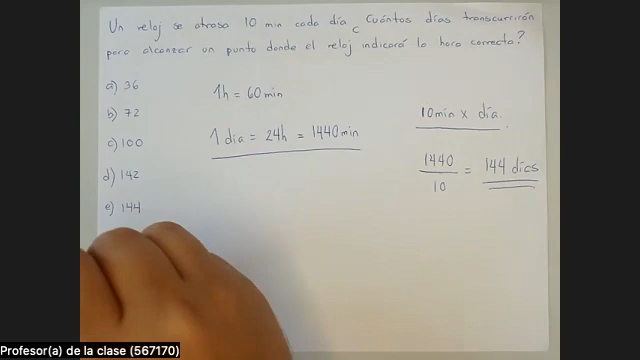 Un reloj se atrasa 10 min cada día ¿Cuántos días transcurrirán
para alcanzar un punto donde el reloj indicará la hora correcta?
a) 36
b) 72
c) 100
d) 142
e) 144
1h = 60 min
1 día = 24h = 1440 min
10 min x día.
1440
10
= 144 días
Profesor(a) de la clase (567170)